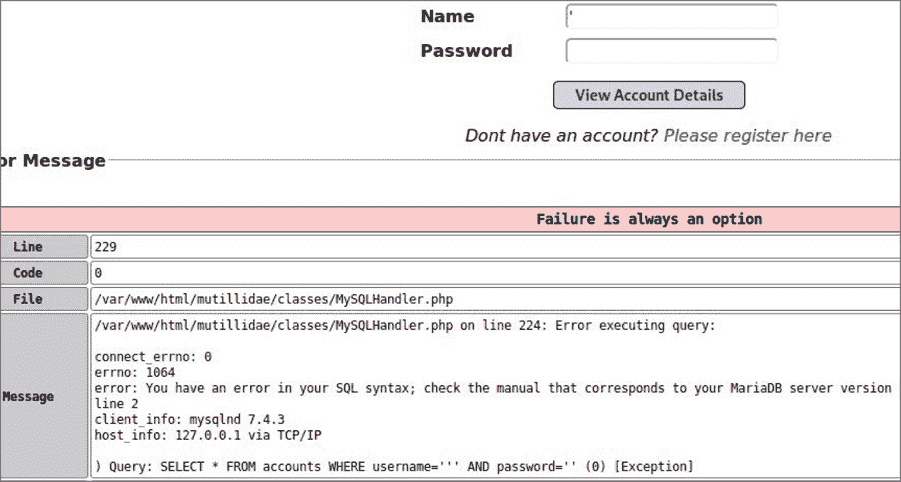 Name '
Password
View Account Details
Dont have an account? Please register here
or Message
Failure is always an option
Line 229
Code 0
File /var/www/html/mutillidae/classes/MySQLHandler.php
Message
/var/www/html/mutillidae/classes/MySQLHandler.php on line 224: Error executing query:
connect_errno: 0
errno: 1064
error: You have an error in your SQL syntax; check the manual that corresponds to your MariaDB server version
line 2
client_info: mysqlnd 7.4.3
host_info: 127.0.0.1 via TCP/IP
) Query: SELECT * FROM accounts WHERE username=''' AND password='' (0) [Exception]